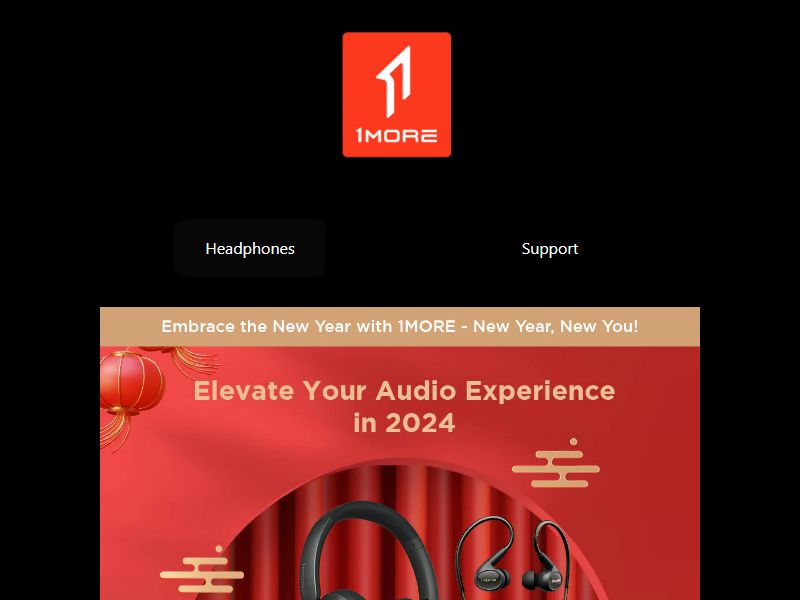 1MORE
Headphones
Support
Embrace the New Year with 1MORE - New Year, New You!
Elevate Your Audio Experience
in 2024